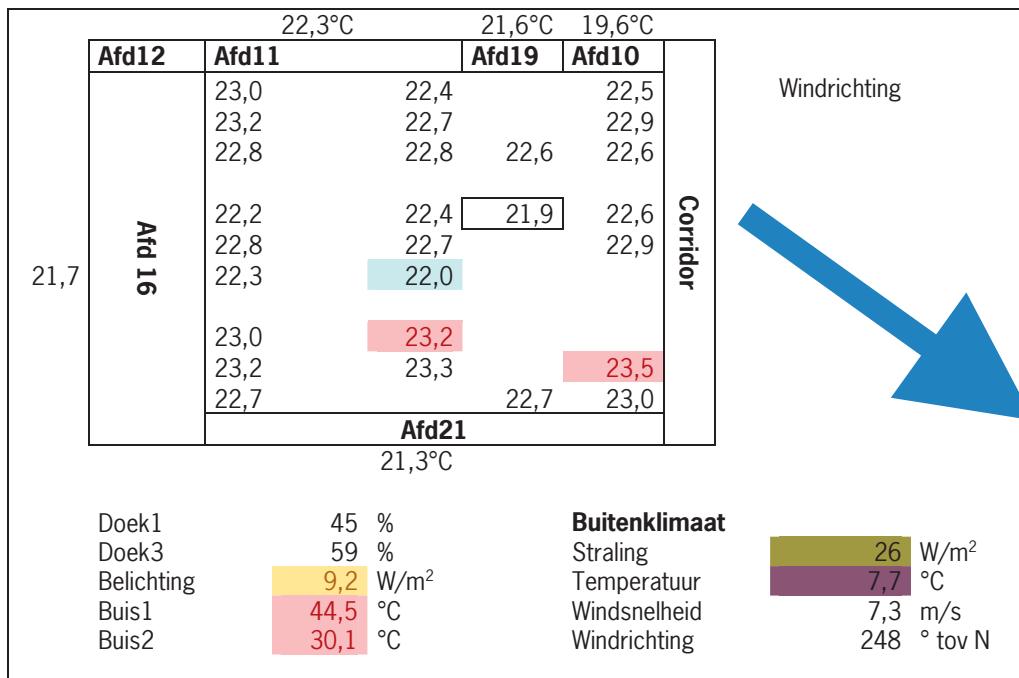 22,3°C 21,6°C 19,6°C
Afd12 Afd11 Afd19 Afd10
23,0 22,4 22,5 Windrichting
23,2 22,7 22,9
22,8 22,8 22,6 22,6
22,2 22,4 21,9 22,6
22,8 22,7 22,9
21,7 Afd 16 22,3 22,0 Corridor
23,0 23,2
23,2 23,3 23,5
22,7 22,7 23,0
Afd21
21,3°C
Doek1 45 % Buitenklimaat
Doek3 59 % Straling 26 W/m²
Belichting 9,2 W/m² Temperatuur 7,7 °C
Buis1 44,5 °C Windsnelheid 7,3 m/s
Buis2 30,1 °C Windrichting 248 ° tov N